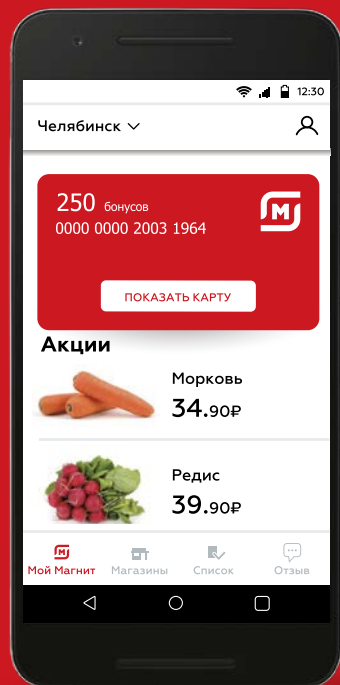 12:30
Челябинск
250 бонусов
0000 0000 2003 1964
М
ПОКАЗАТЬ КАРТУ
Акции
Морковь
34.90₽
Редис
39.90₽
М
Мой Магнит Магазины Список Отзыв